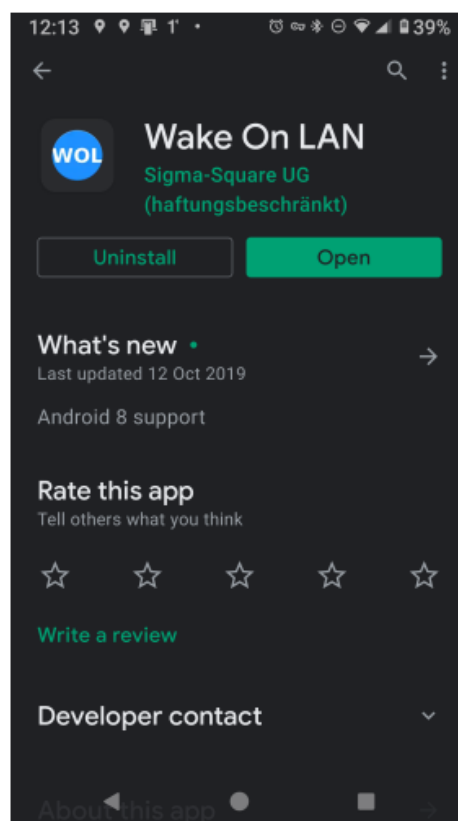 12:13 1° 39%
WOL
Wake On LAN
Sigma-Square UG
(haftungsbeschränkt)
Uninstall
Open
What's new
Last updated 12 Oct 2019
Android 8 support
Rate this app
Tell others what you think
Write a review
Developer contact
About this app